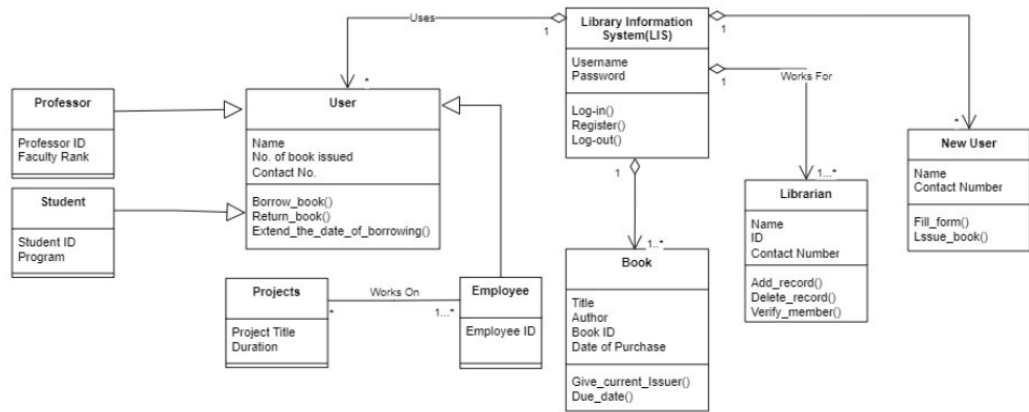 Uses
1
*
Library Information
System(LIS)
Username
Password
Log-in()
Register()
Log-out()
1
1
Works For
1
1...*
1..*
*
Professor
Professor ID
Faculty Rank
Student
Student ID
Program
User
Name
No. of book issued
Contact No.
Borrow_book()
Return_book()
Extend_the_date_of_borrowing()
Projects
Project Title
Duration
Works On
*
1...*
Employee
Employee ID
Book
Title
Author
Book ID
Date of Purchase
Give_current_Issuer()
Due_date()
Librarian
Name
ID
Contact Number
Add_record()
Delete_record()
Verify_member()
New User
Name
Contact Number
Fill_form()
Lssue_book()